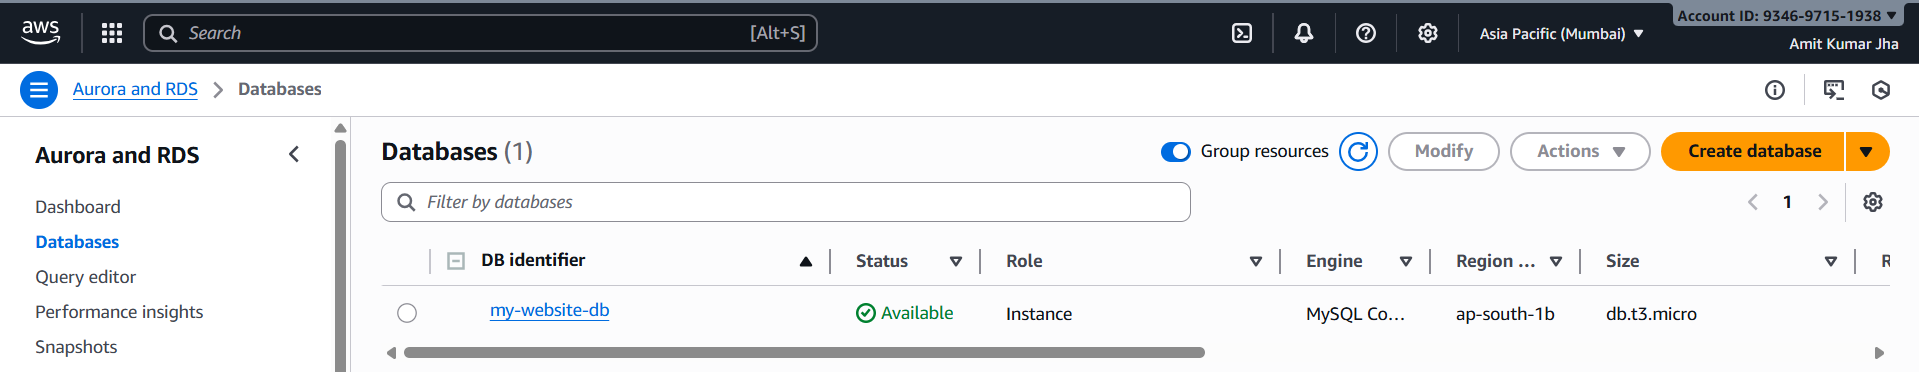 aws Search [Alt+S] Asia Pacific (Mumbai) Account ID: 9346-9715-1938
Amit Kumar Jha
Aurora and RDS Databases
Aurora and RDS
Dashboard
Databases
Query editor
Performance insights
Snapshots
Databases (1) Group resources Modify Actions Create database
Filter by databases 1
DB identifier Status Role Engine Region ... Size R
my-website-db Available Instance MySQL Co... ap-south-1b db.t3.micro